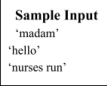 Sample Input
‘madam’
‘hello’
‘nurses run’